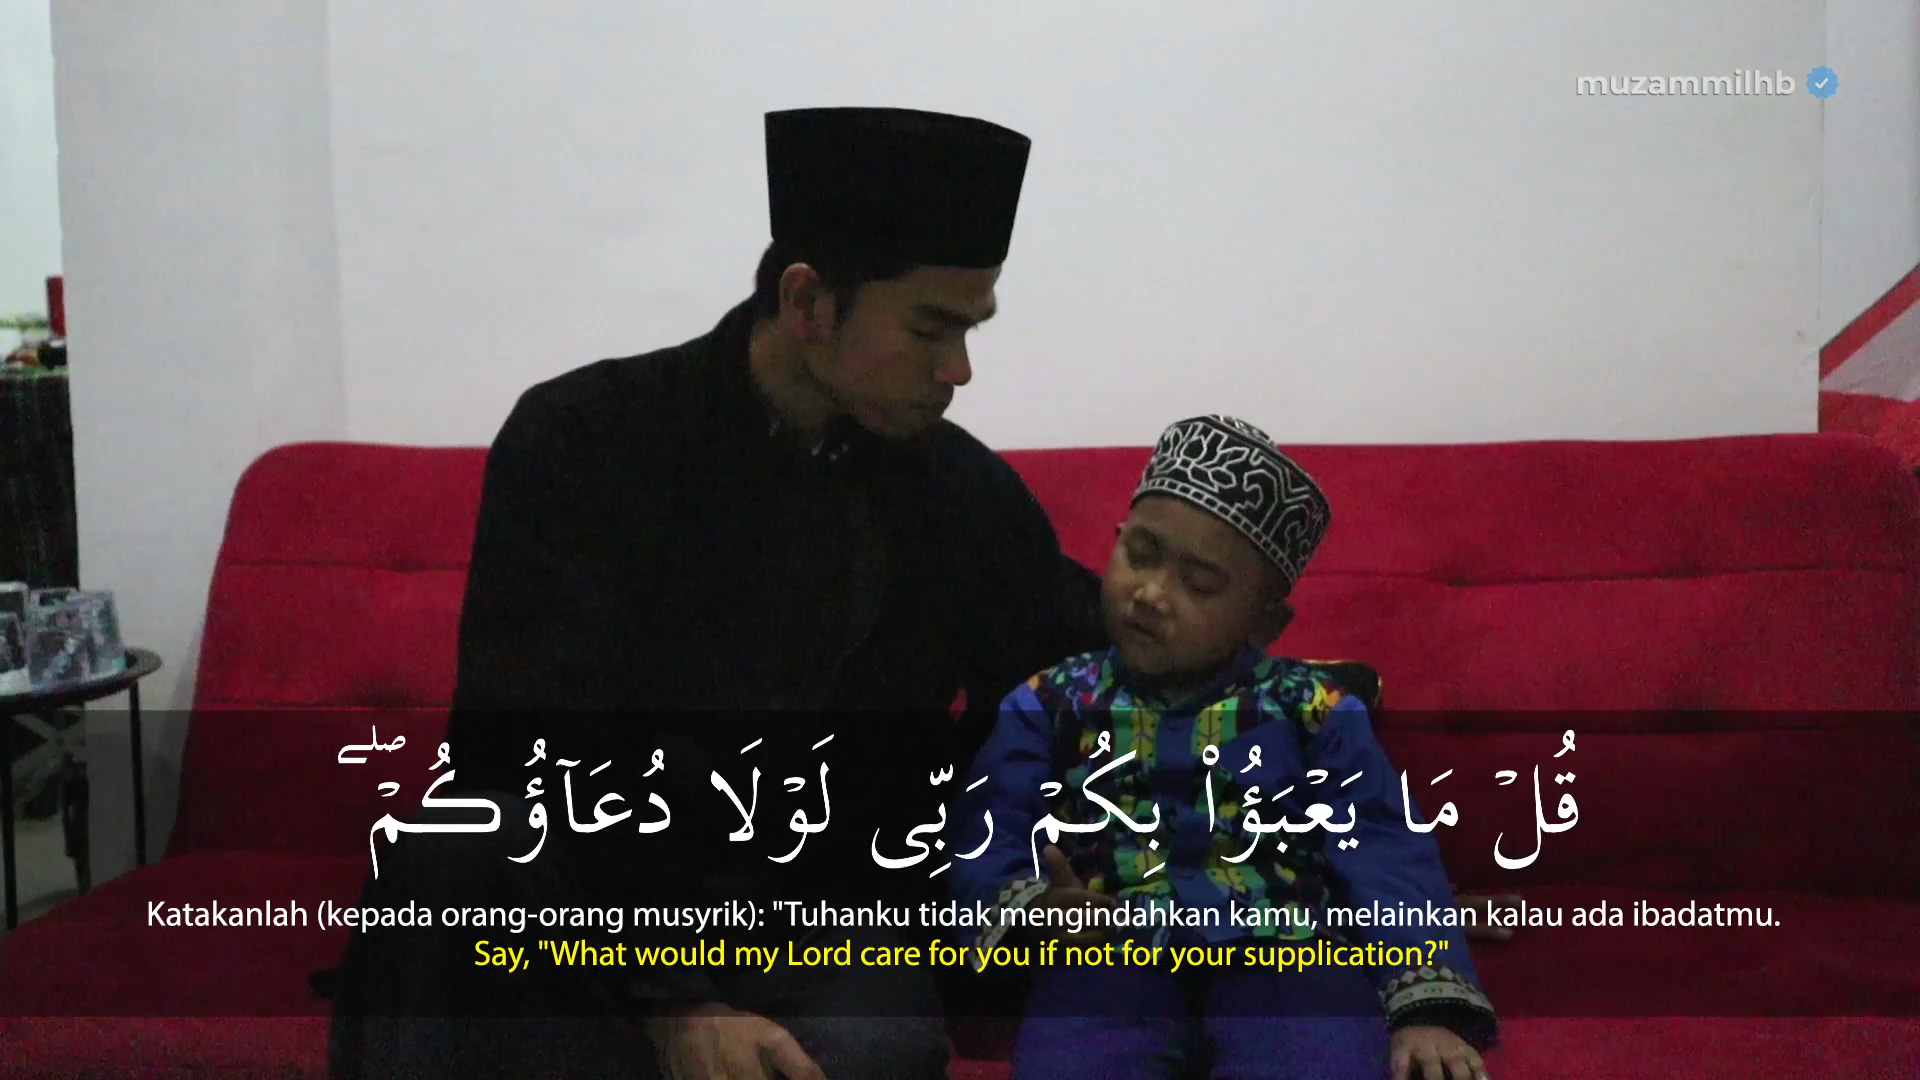 muzammilhb
قُلْ مَا يَعْبَؤُا۟ بِكُمْ رَبِّى لَوْلَا دُعَآؤُكُمْ ۖ
Katakanlah (kepada orang-orang musyrik): "Tuhanku tidak mengindahkan kamu, melainkan kalau ada ibadatmu.
Say, "What would my Lord care for you if not for your supplication?"